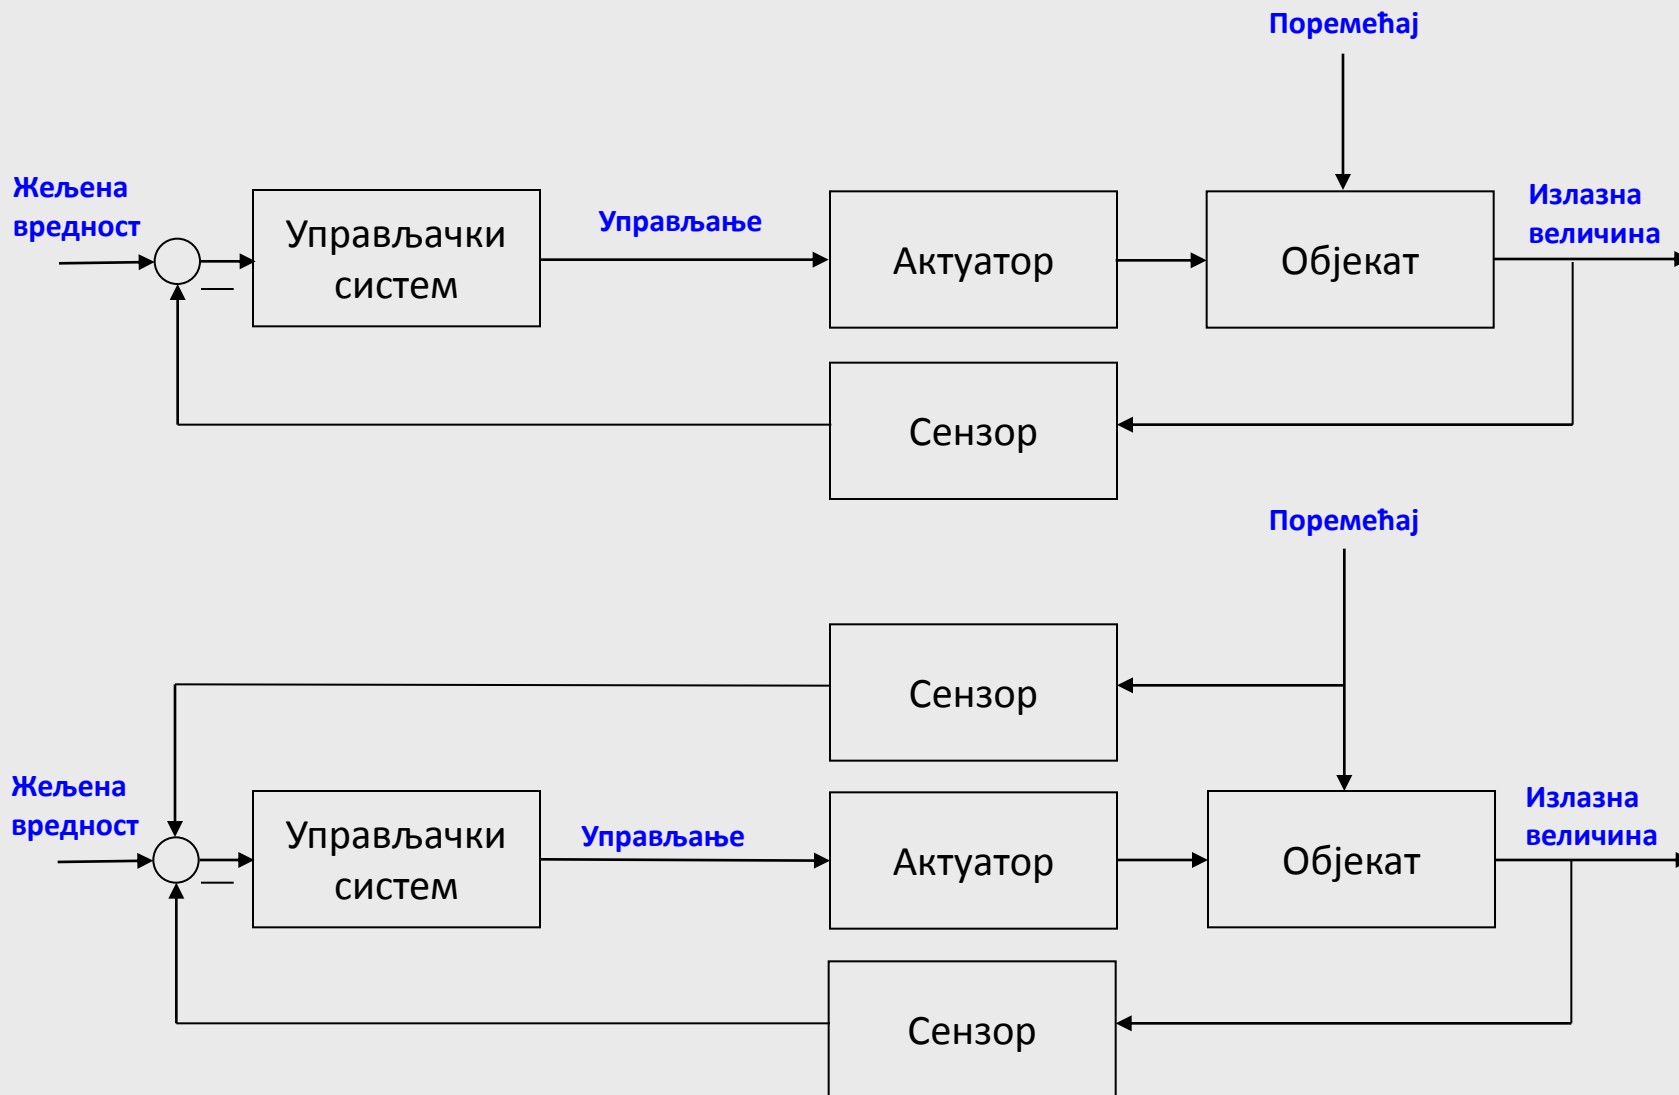 Поремећај
Жељена
вредност
Управљачки
систем
Управљање
Актуатор
Објекат
Излазна
величина
Сензор
Поремећај
Сензор
Жељена
вредност
Управљачки
систем
Управљање
Актуатор
Објекат
Излазна
величина
Сензор